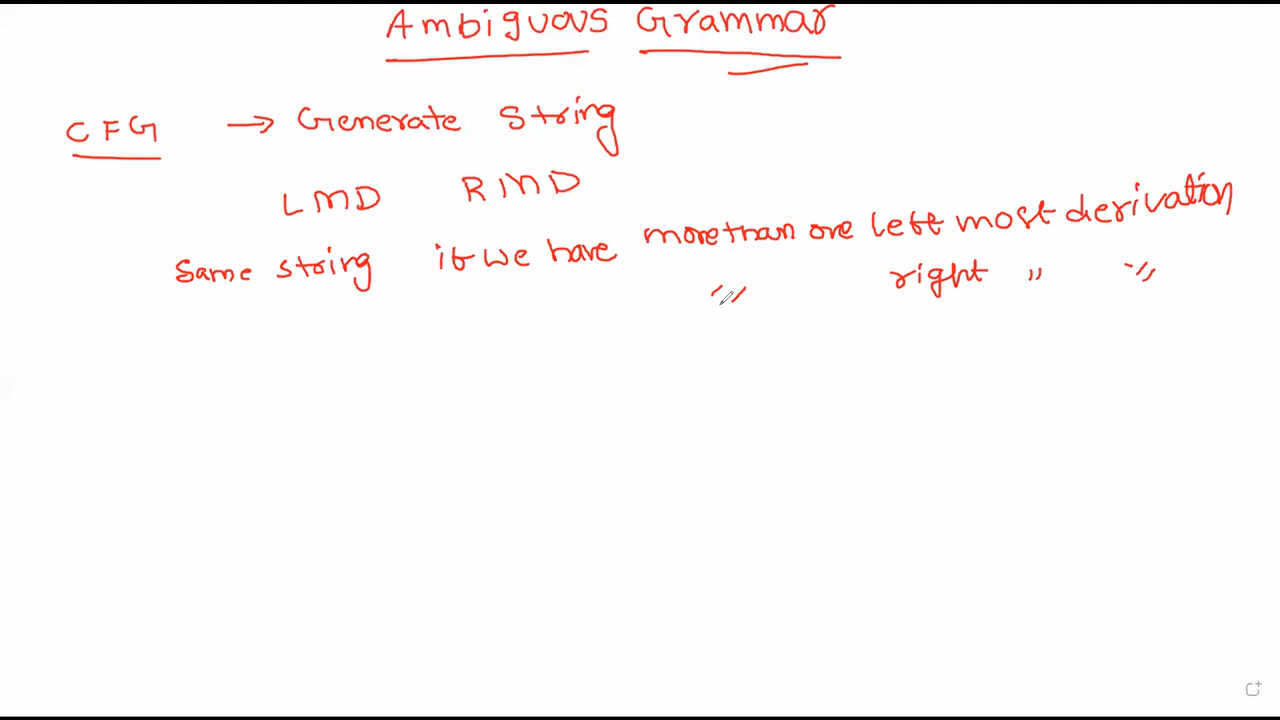 Ambiguous Grammar
CFG → Generate string
LMD RMD
Same string if we have more than one left most derivation
" right " "